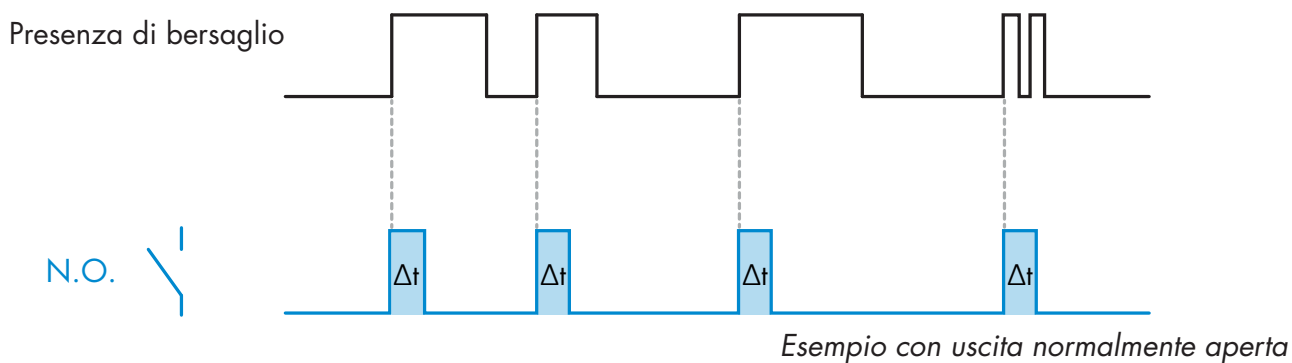 Presenza di bersaglio
N.O.
Δt Δt Δt Δt
Esempio con uscita normalmente aperta